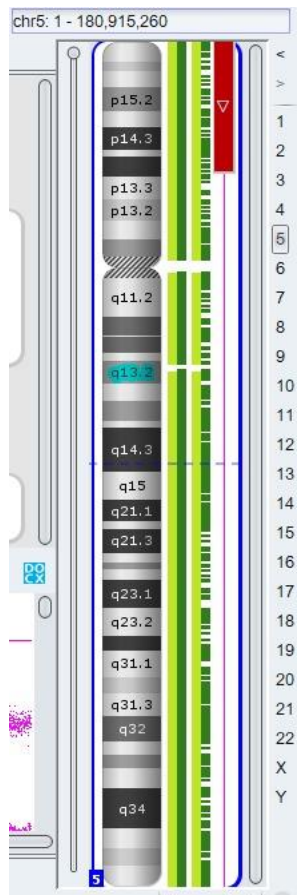 chr5: 1 - 180,915,260
p15.2
p14.3
p13.3
p13.2
q11.2
q13.2
q14.3
q15
q21.1
q21.3
q23.1
q23.2
q31.1
q31.3
q32
q34
5
DO
CX
<
>
1
2
3
4
5
6
7
8
9
10
11
12
13
14
15
16
17
18
19
20
21
22
X
Y